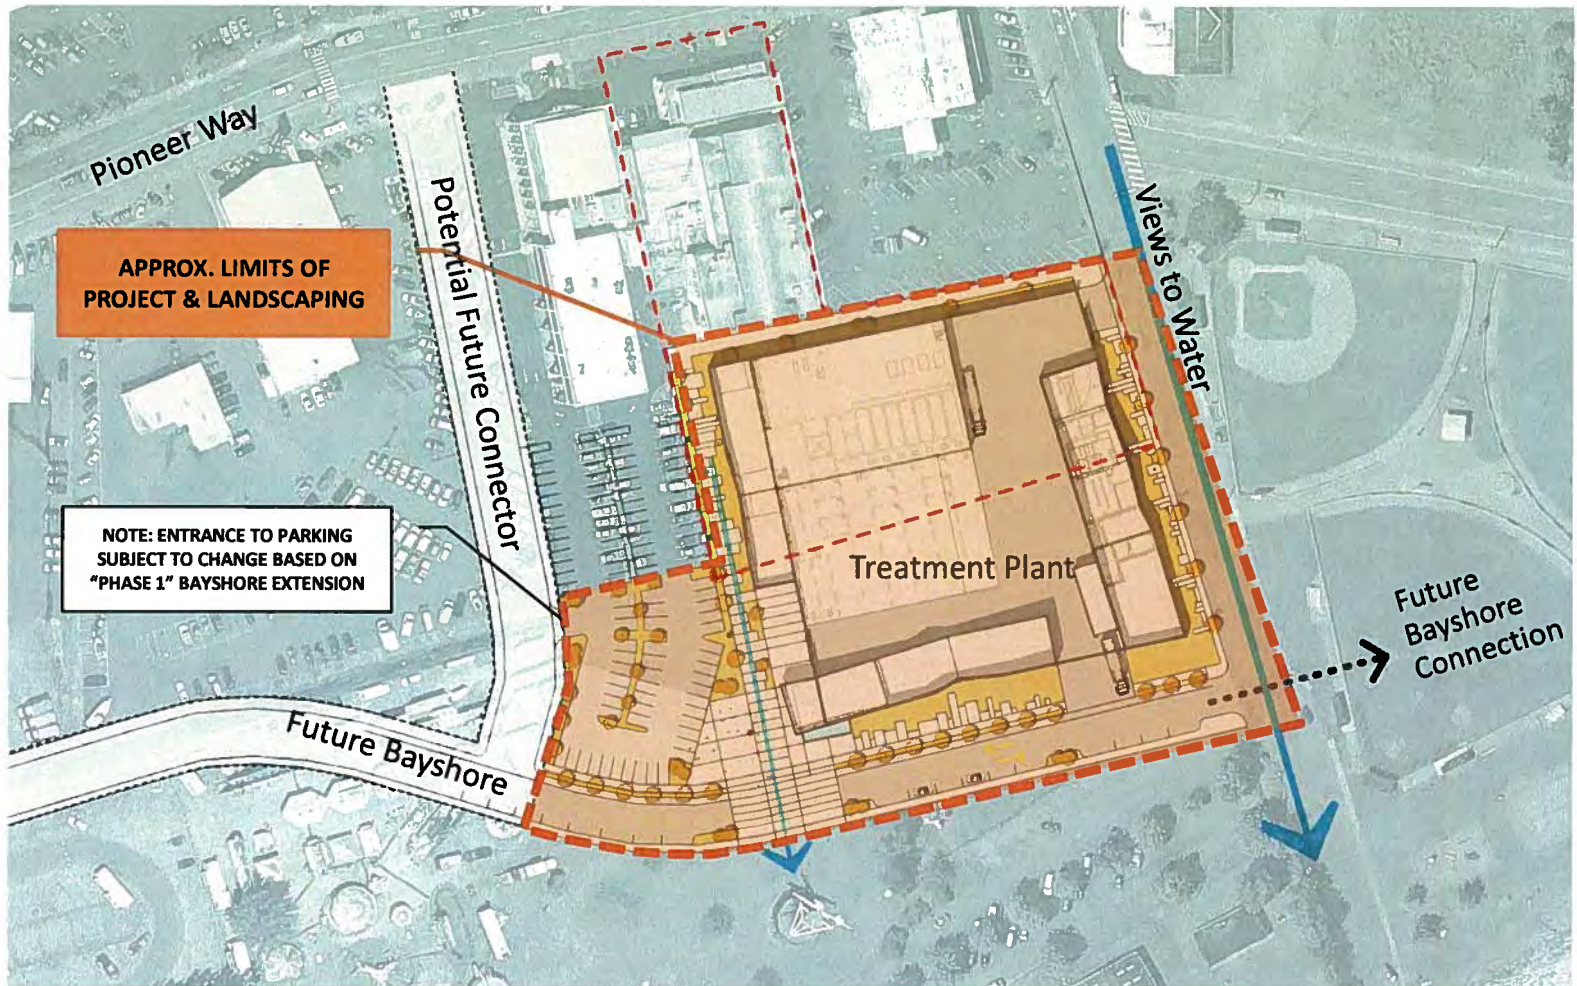 Pioneer Way
Potential Future Connector
Views to Water
APPROX. LIMITS OF
PROJECT & LANDSCAPING
NOTE: ENTRANCE TO PARKING
SUBJECT TO CHANGE BASED ON
"PHASE 1" BAYSHORE EXTENSION
Treatment Plant
Future
Bayshore
Connection
Future Bayshore